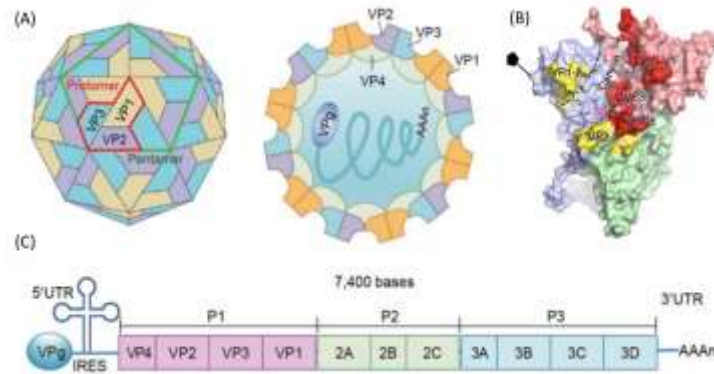 (A)
Protomer
VP3
VP1
VP2
Pentamer
VP2
VP3
VP1
VP4
VPg
AAAn
(B)
(C)
7,400 bases
5'UTR
3'UTR
P1
P2
P3
VPg
IRES
VP4 VP2 VP3 VP1 2A 2B 2C 3A 3B 3C 3D
AAAn